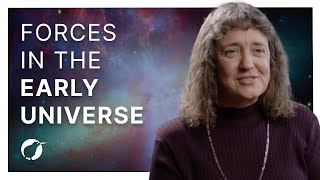 FORCES
IN THE
EARLY
UNIVERSE